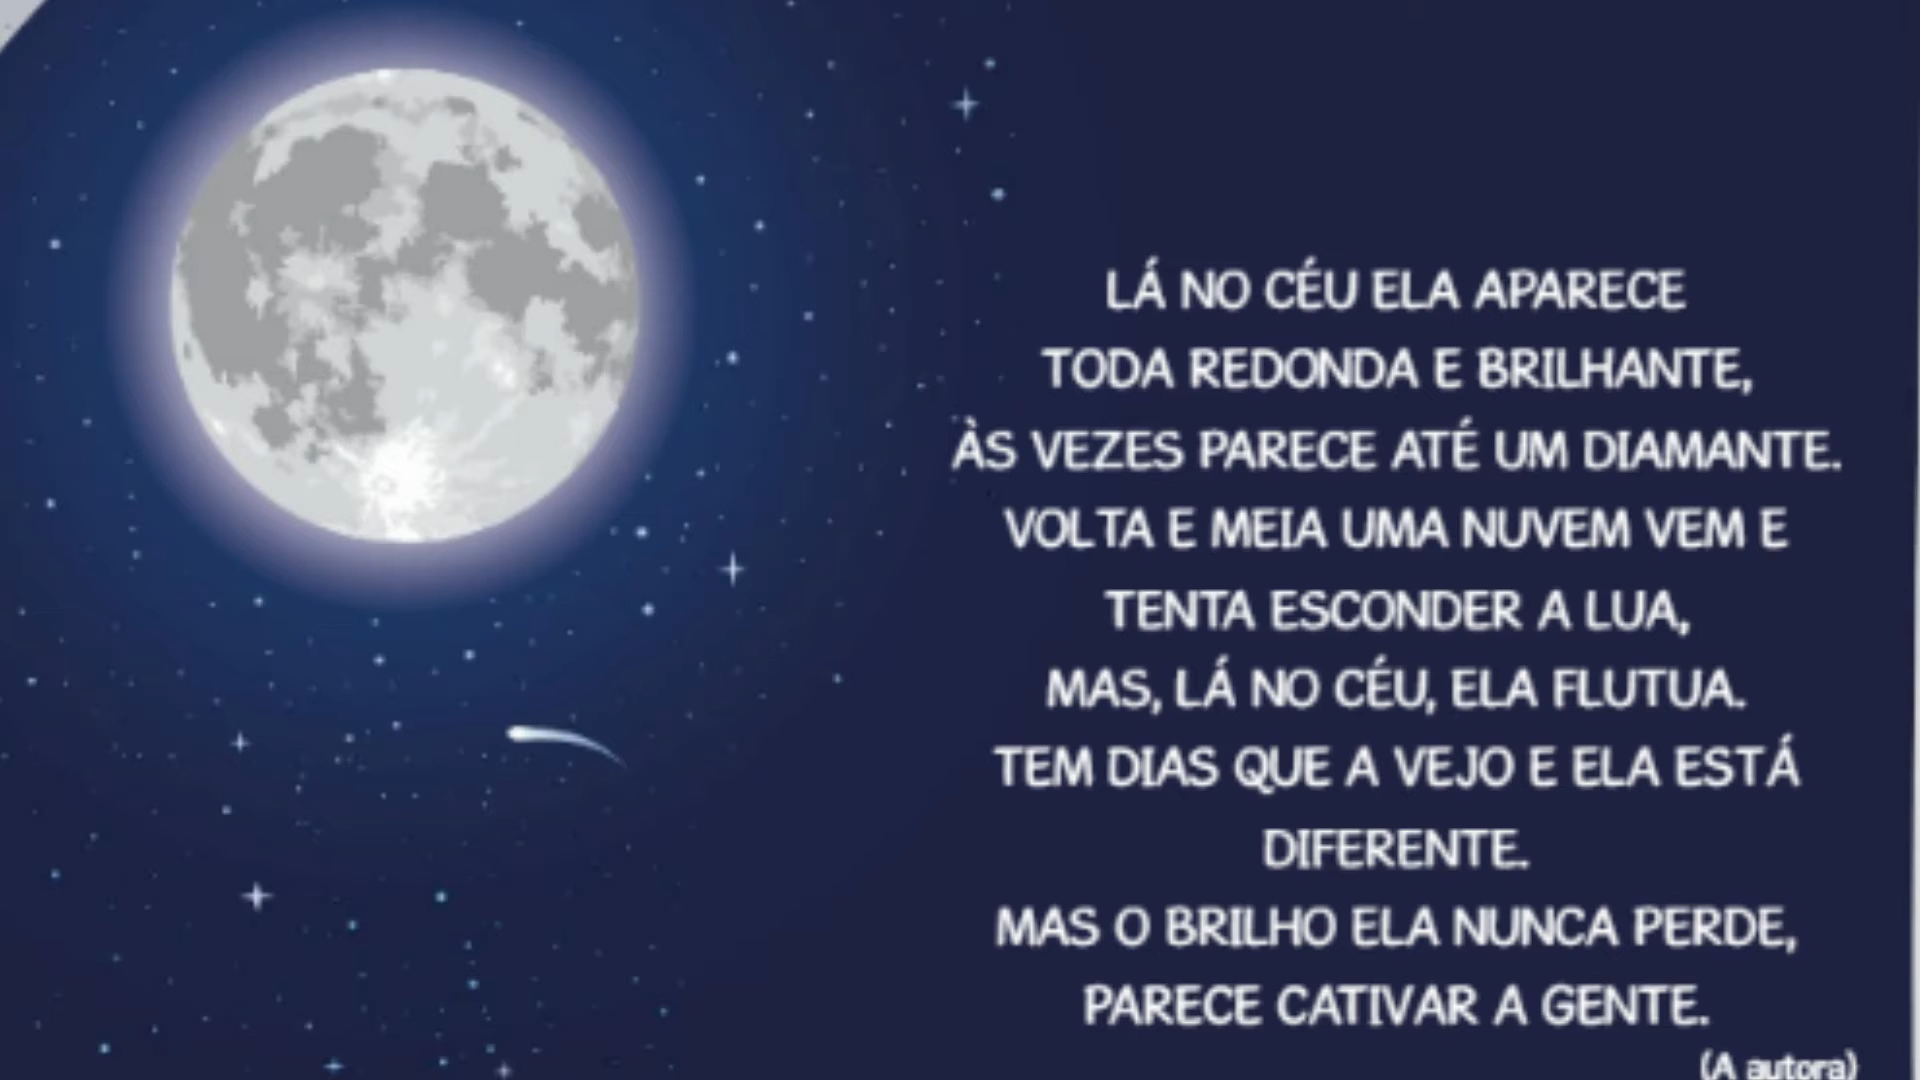 LÁ NO CÉU ELA APARECE
TODA REDONDA E BRILHANTE,
ÀS VEZES PARECE ATÉ UM DIAMANTE.
VOLTA E MEIA UMA NUVEM VEM E
TENTA ESCONDER A LUA,
MAS, LÁ NO CÉU, ELA FLUTUA.
TEM DIAS QUE A VEJO E ELA ESTÁ
DIFERENTE.
MAS O BRILHO ELA NUNCA PERDE,
PARECE CATIVAR A GENTE.
(A autora)